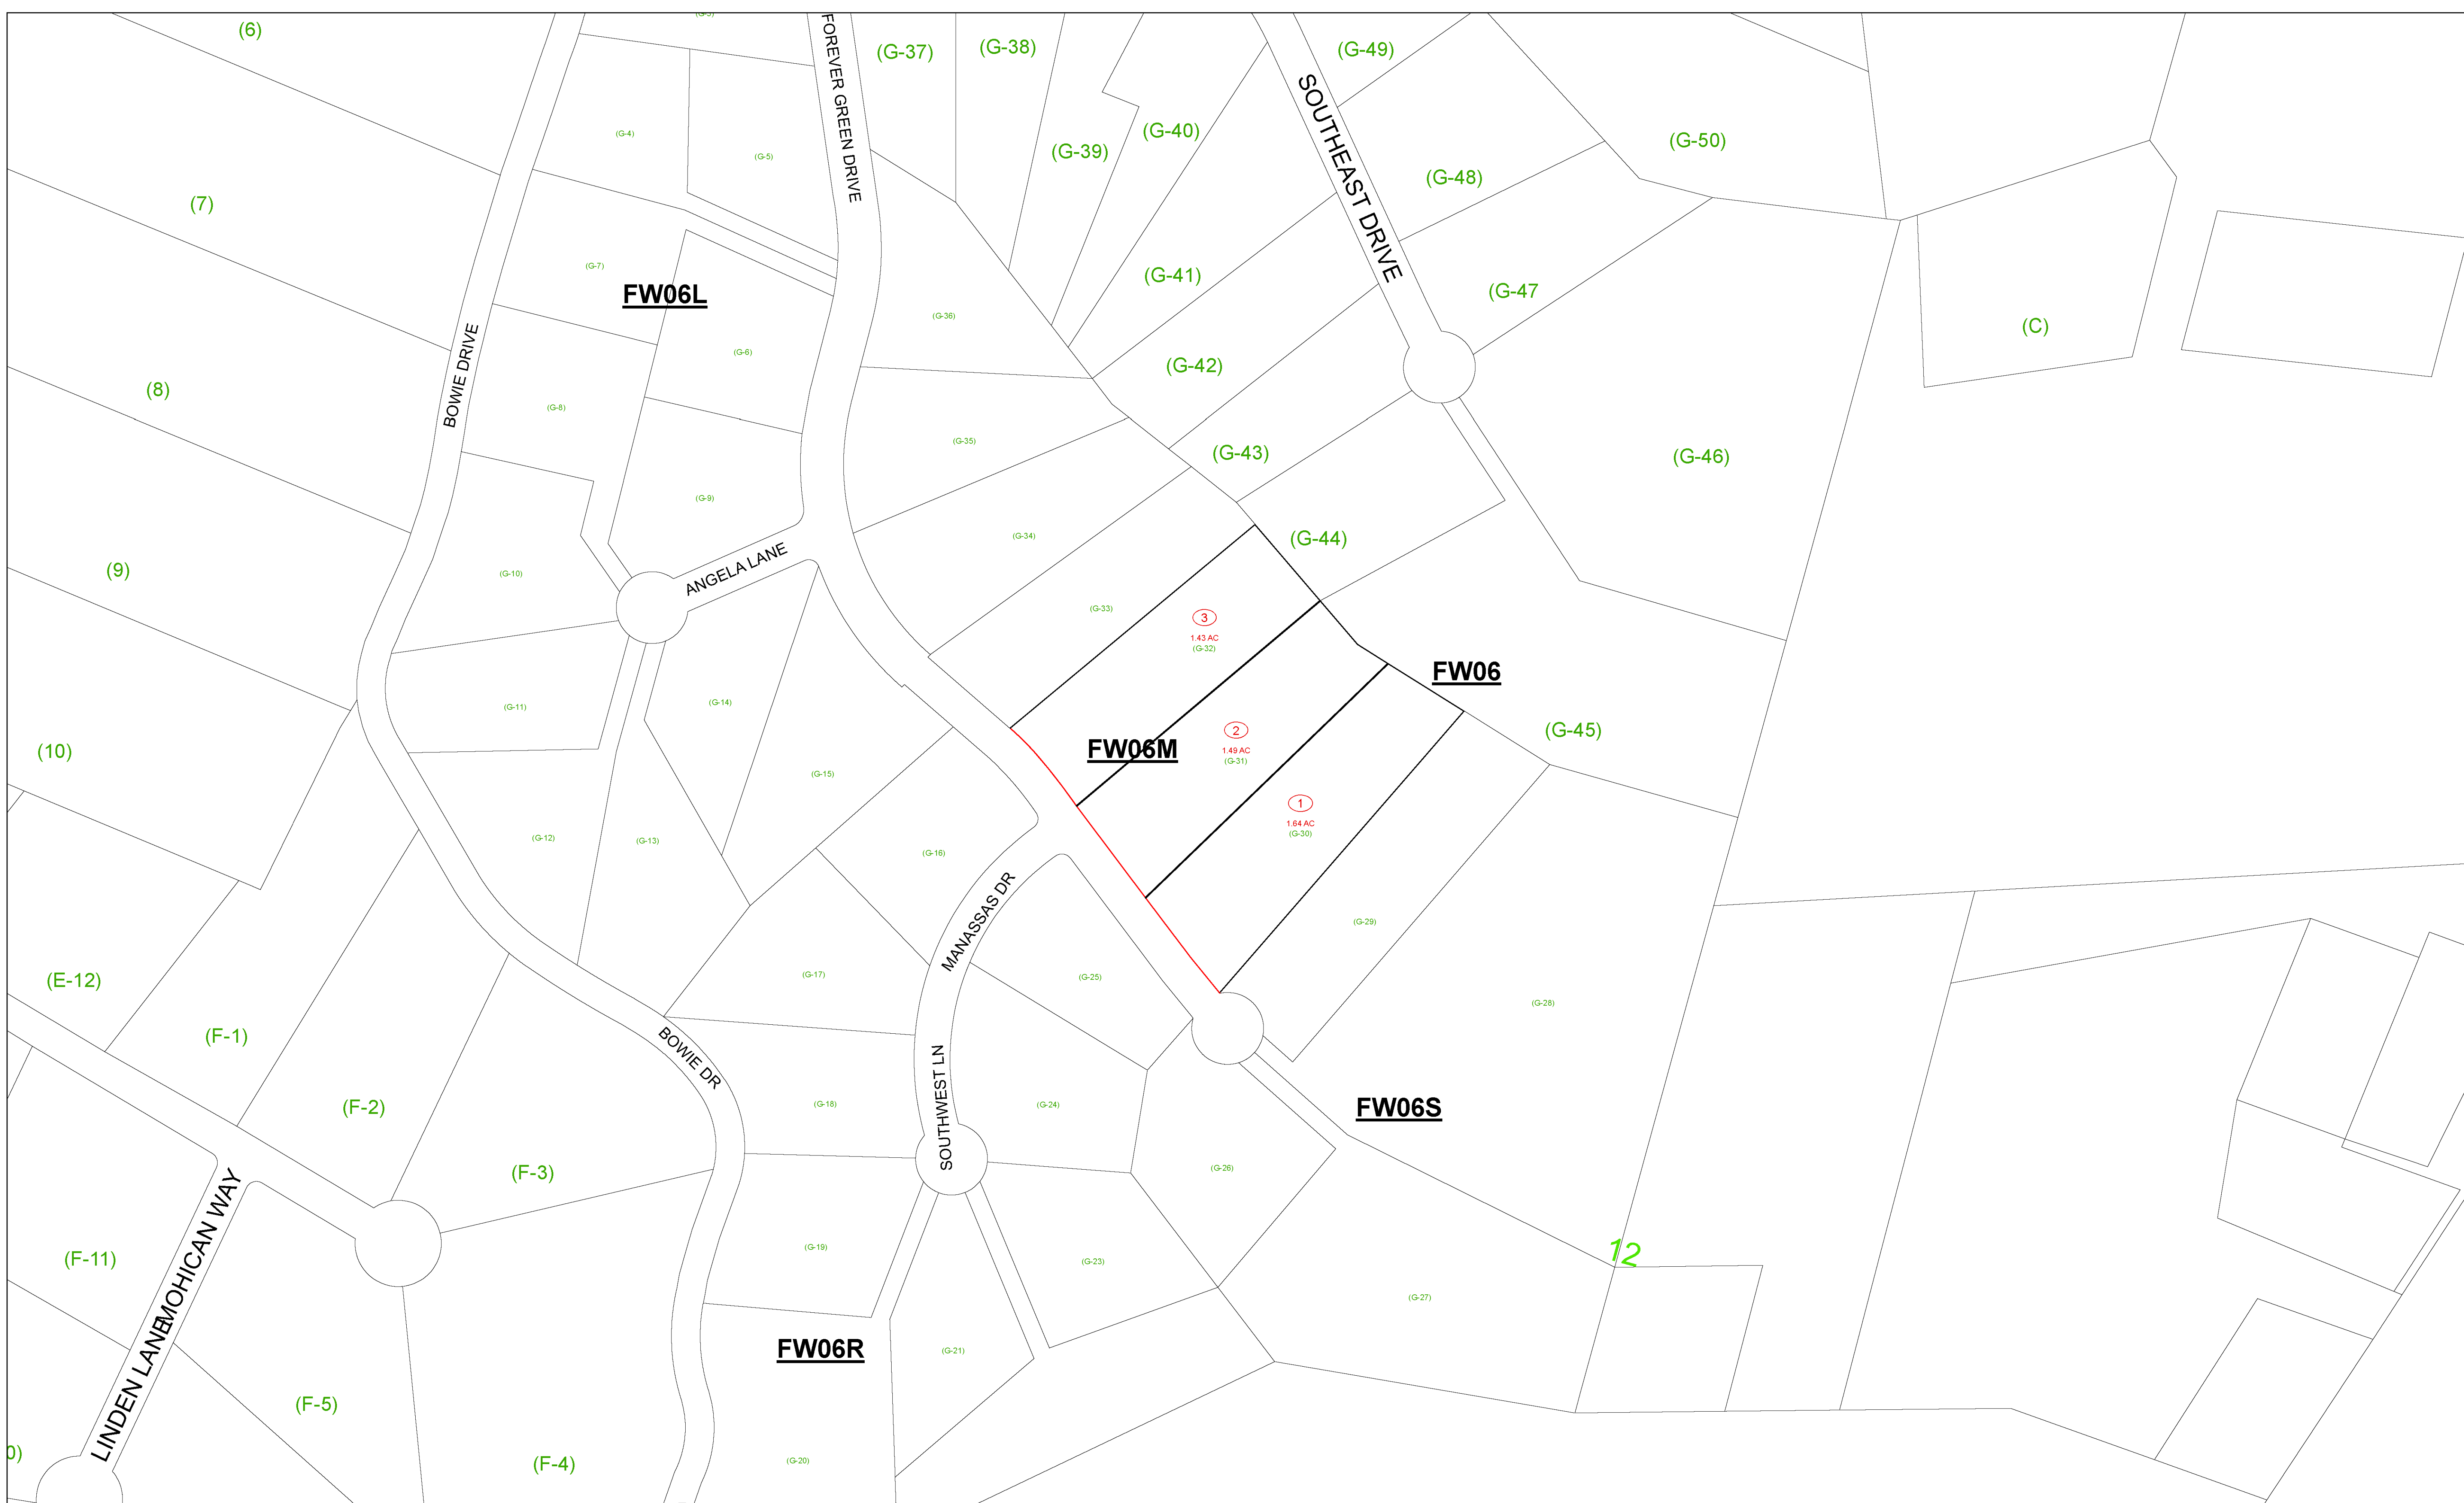 (6)
(G-3)
FOREVER GREEN DRIVE
(G-37)
(G-38)
(G-49)
SOUTHEAST DRIVE
(G-4)
(G-5)
(G-39)
(G-40)
(G-48)
(G-50)
(7)
(G-7)
FW06L
(G-41)
(G-47
(C)
(G-36)
(G-6)
(G-42)
BOWIE DRIVE
(8)
(G-8)
(G-35)
(G-43)
(G-46)
(G-9)
(G-34)
(G-44)
(9)
(G-10)
ANGELA LANE
(G-33)
3
1.43 AC
(G-32)
FW06
(G-11)
(G-14)
(G-45)
(10)
FW06M
2
1.49 AC
(G-31)
(G-15)
1
1.64 AC
(G-30)
(G-12)
(G-13)
(G-16)
MANASSAS DR
(G-29)
(E-12)
(G-17)
(G-25)
(G-28)
(F-1)
BOWIE DR
(F-2)
(G-18)
SOUTHWEST LN
(G-24)
FW06S
(F-3)
(G-26)
MOHICAN WAY
(F-11)
(G-19)
(G-23)
12
(G-27)
LINDEN LANE
FW06R
(G-21)
(F-5)
0)
(F-4)
(G-20)